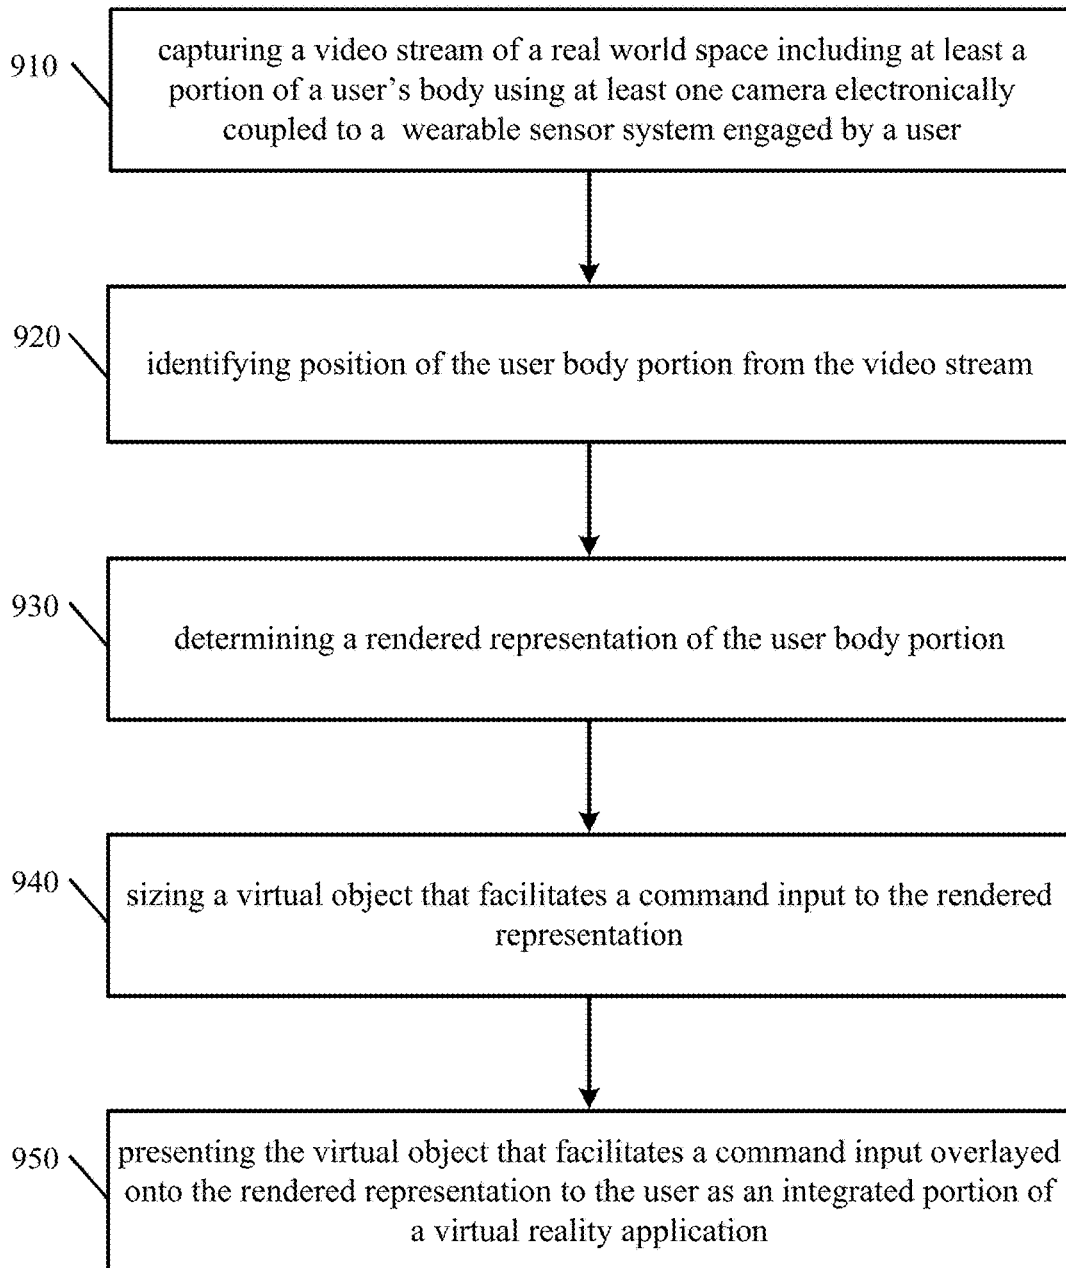 910
capturing a video stream of a real world space including at least a
portion of a user's body using at least one camera electronically
coupled to a wearable sensor system engaged by a user
920
identifying position of the user body portion from the video stream
930
determining a rendered representation of the user body portion
940
sizing a virtual object that facilitates a command input to the rendered
representation
950
presenting the virtual object that facilitates a command input overlayed
onto the rendered representation to the user as an integrated portion of
a virtual reality application